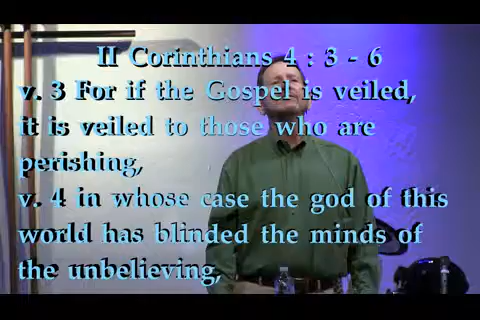 II Corinthians 4 : 3 - 6
v. 3 For if the Gospel is veiled,
it is veiled to those who are
perishing,
v. 4 in whose case the god of this
world has blinded the minds of
the unbelieving,